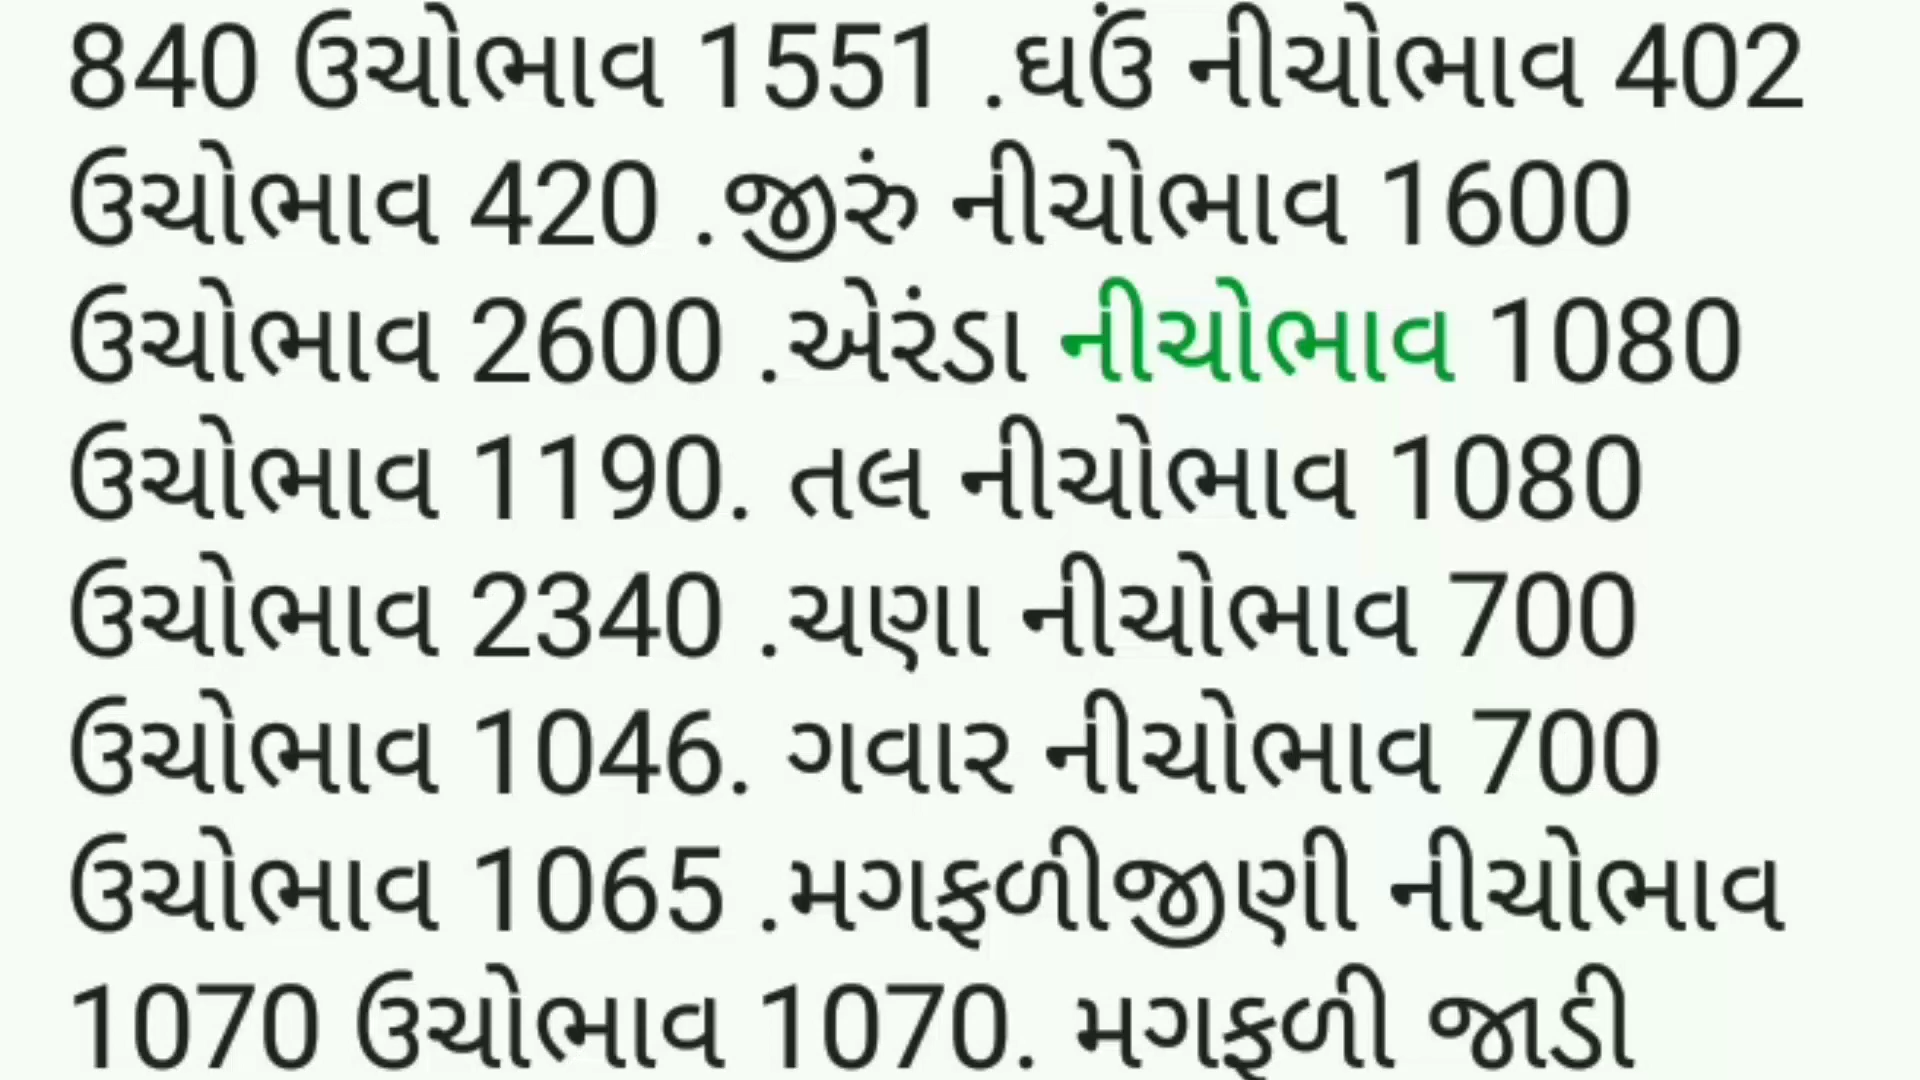 840 ઉચોભાવ 1551 .ઘઉં નીચોભાવ 402
ઉચોભાવ 420 .જીરું નીચોભાવ 1600
ઉચોભાવ 2600 .એરંડા નીચોભાવ 1080
ઉચોભાવ 1190. તલ નીચોભાવ 1080
ઉચોભાવ 2340 .ચણા નીચોભાવ 700
ઉચોભાવ 1046. ગવાર નીચોભાવ 700
ઉચોભાવ 1065 .મગફળીજીણી નીચોભાવ
1070 ઉચોભાવ 1070. મગફળી જાડી